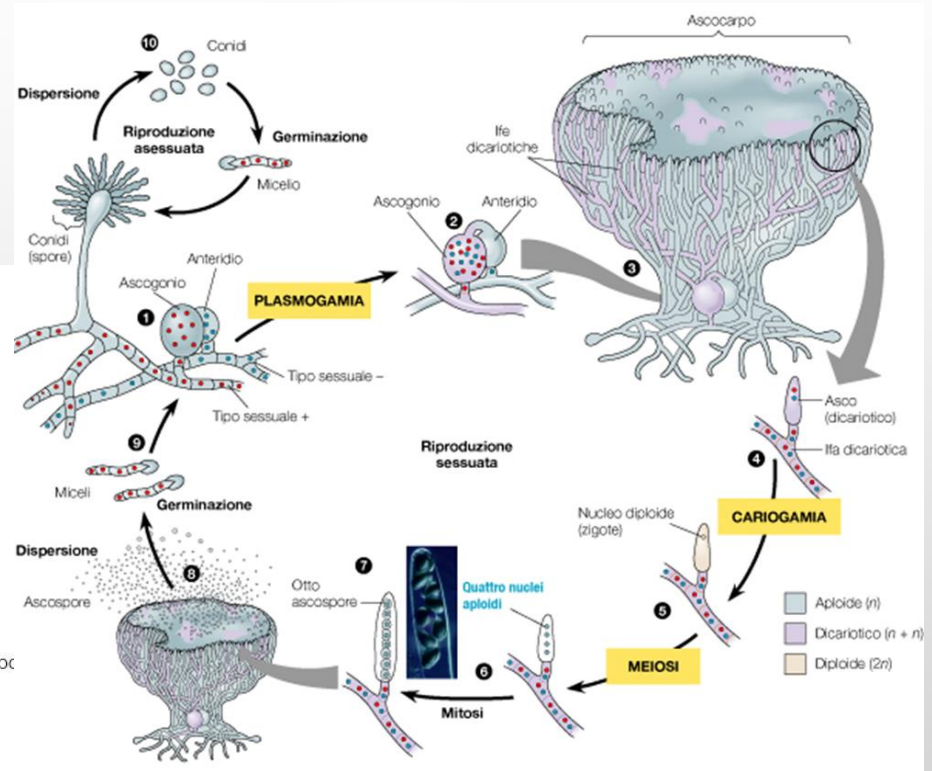 Ascocarpo
10
Conidi
Dispersione
Riproduzione
asessuata
Germinazione
Micelio
Conidi
(spore)
Ife
dicariotiche
Ascogonio
2
Anteridio
3
Anteridio
Ascogonio
1
PLASMOGAMIA
Tipo sessuale –
Tipo sessuale +
Riproduzione
sessuata
Asco
(dicariotico)
Ifa dicariotica
4
CARIOGAMIA
Nucleo diploide
(zigote)
5
MEIOSI
Quattro nuclei
aploidi
6
Mitosi
7
Otto
ascospore
8
Dispersione
Ascospore
9
Miceli
Germinazione
Aploide (n)
Dicariotico (n + n)
Diploide (2n)